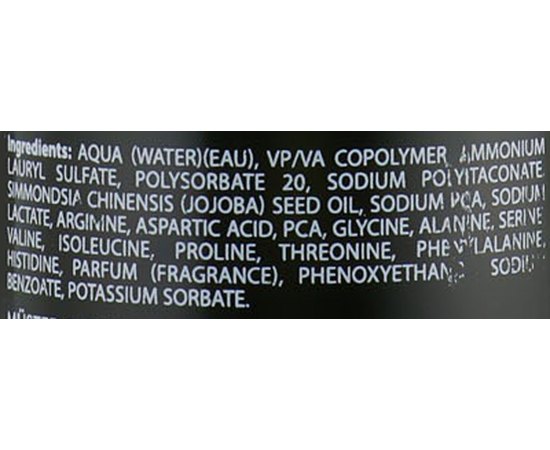 Ingredients: AQUA (WATER)(EAU), VP/VA COPOLYMER, AMMONIUM
LAURYL SULFATE, POLYSORBATE 20, SODIUM POLYITACONATE,
SIMMONDSIA CHINENSIS (JOJOBA) SEED OIL, SODIUM PCA, SODIUM
LACTATE, ARGININE, ASPARTIC ACID, PCA, GLYCINE, ALANINE, SERINE,
VALINE, ISOLEUCINE, PROLINE, THREONINE, PHENYLALANINE,
HISTIDINE, PARFUM (FRAGRANCE), PHENOXYETHANOL, SODIUM
BENZOATE, POTASSIUM SORBATE.